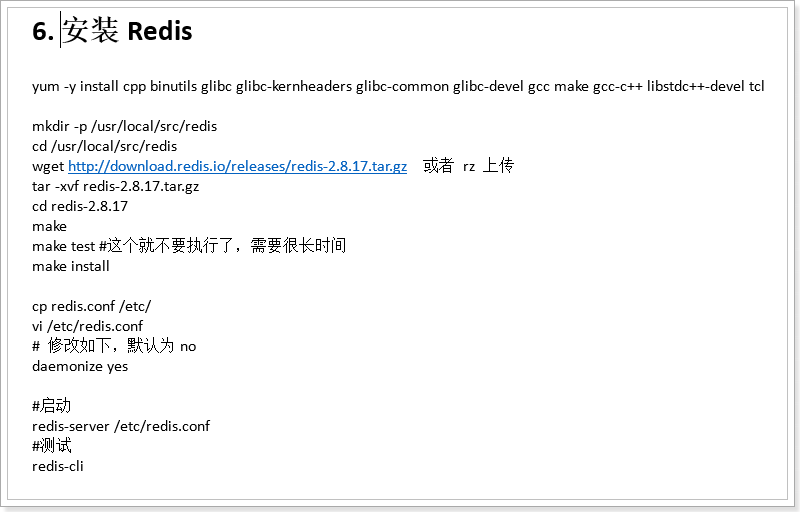 6. 安装 Redis
yum -y install cpp binutils glibc glibc-kernheaders glibc-common glibc-devel gcc make gcc-c++ libstdc++-devel tcl
mkdir -p /usr/local/src/redis
cd /usr/local/src/redis
wget http://download.redis.io/releases/redis-2.8.17.tar.gz 或者 rz 上传
tar -xvf redis-2.8.17.tar.gz
cd redis-2.8.17
make
make test #这个就不要执行了，需要很长时间
make install
cp redis.conf /etc/
vi /etc/redis.conf
# 修改如下，默认为 no
daemonize yes
#启动
redis-server /etc/redis.conf
#测试
redis-cli